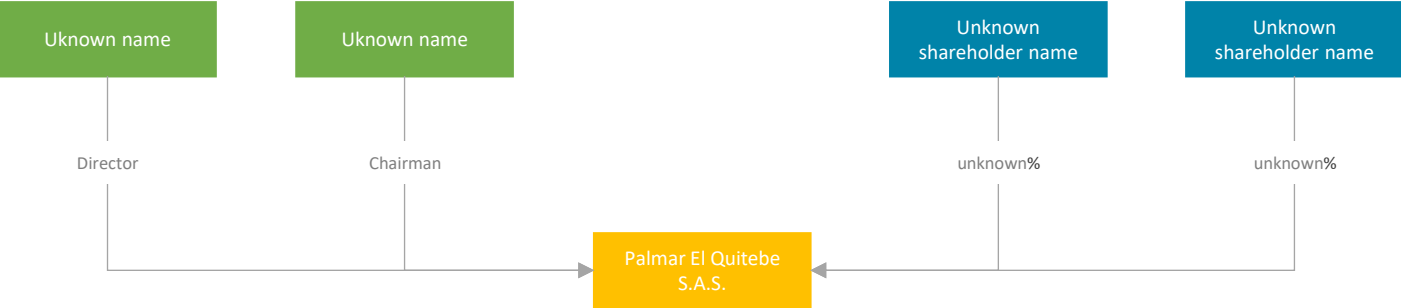 Uknown name
Uknown name
Unknown
shareholder name
Unknown
shareholder name
Director
Chairman
unknown%
unknown%
Palmar El Quitebe
S.A.S.